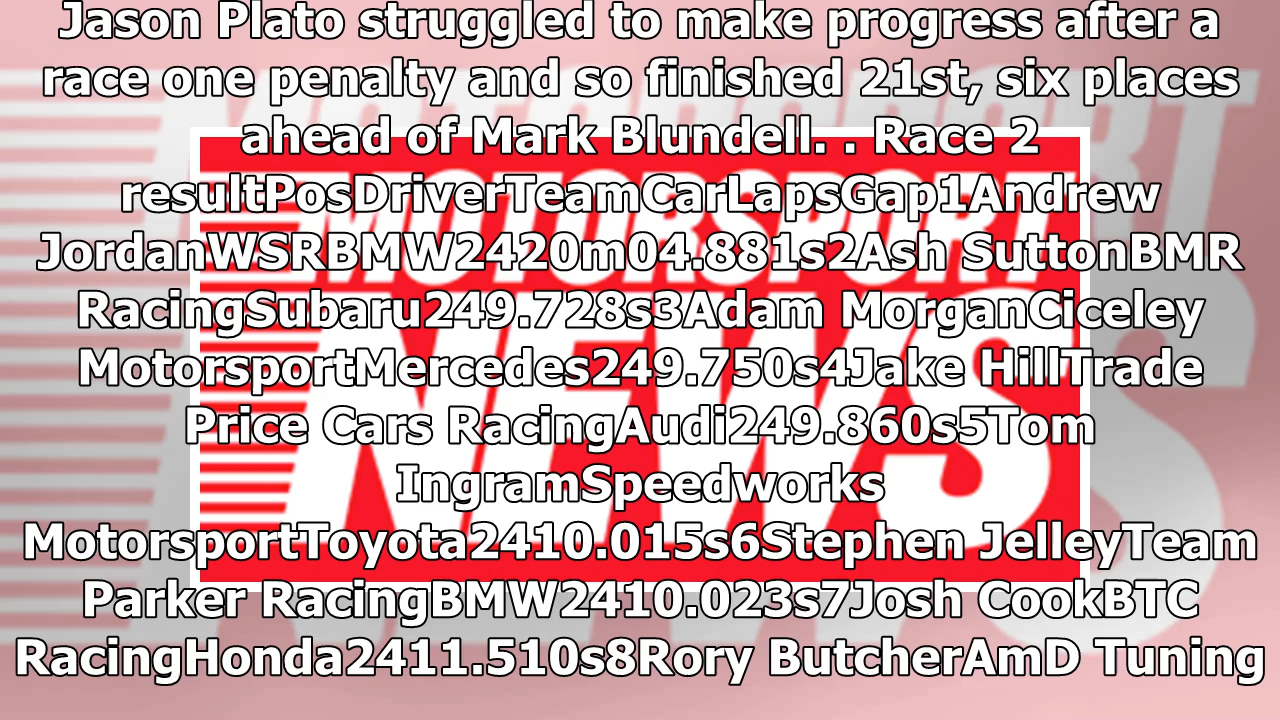 Jason Plato struggled to make progress after a
race one penalty and so finished 21st, six places
ahead of Mark Blundell. . Race 2
resultPosDriverTeamCarLapsGap1Andrew
JordanWSRBMW2420m04.881s2Ash SuttonBMR
RacingSubaru249.728s3Adam MorganCiceley
MotorsportMercedes249.750s4Jake HillTrade
Price Cars RacingAudi249.860s5Tom
IngramSpeedworks
MotorsportToyota2410.015s6Stephen JelleyTeam
Parker RacingBMW2410.023s7Josh CookBTC
RacingHonda2411.510s8Rory ButcherAmD Tuning
MOTORSPORT
NEWS